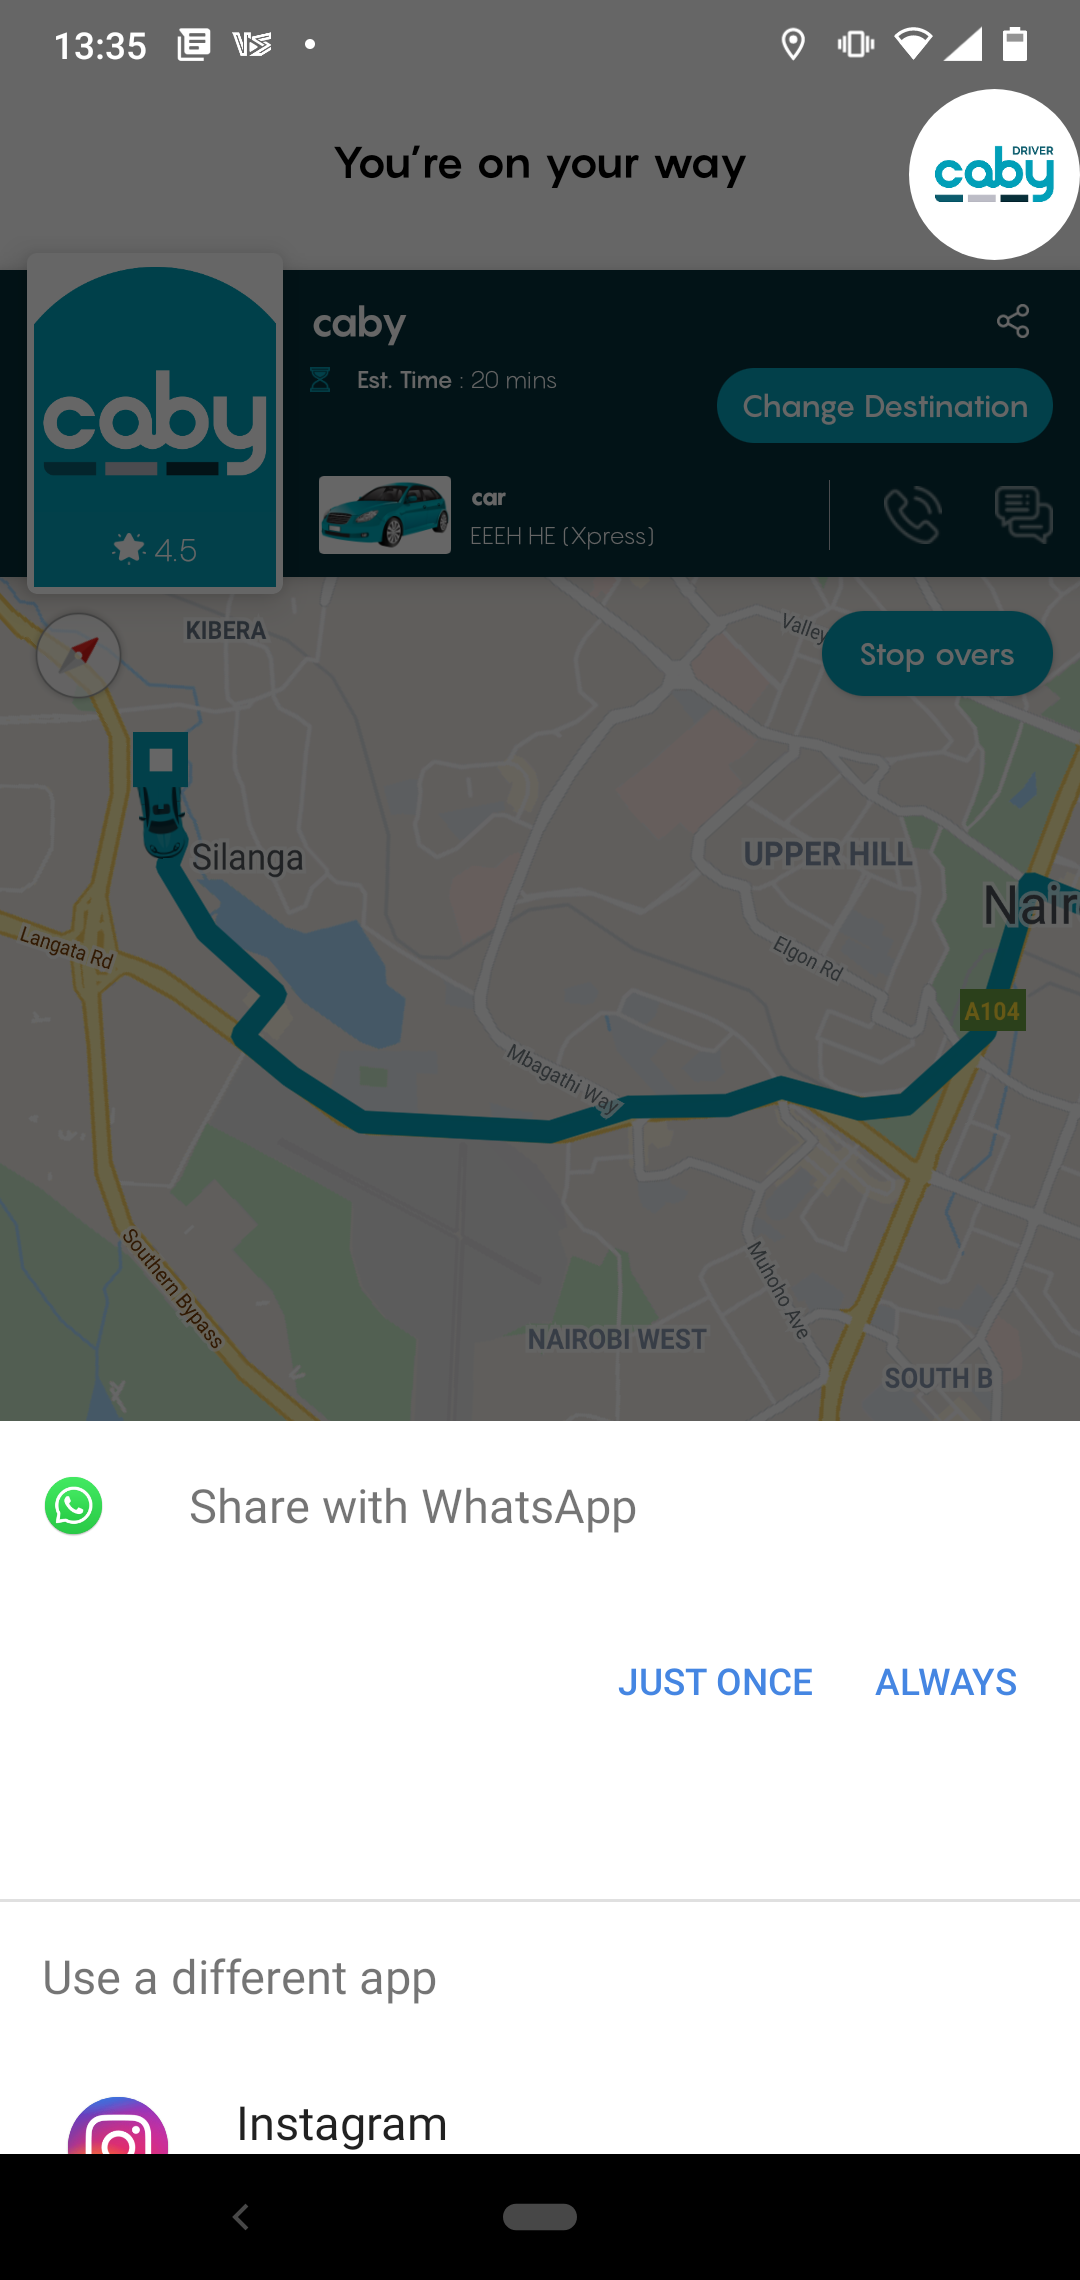 13:35
You're on your way
DRIVER
caby
caby
Est. Time : 20 mins
Change Destination
caby
car
EEEH HE (Xpress)
4.5
KIBERA
Valley
Stop overs
Silanga
UPPER HILL
Nair
Langata Rd
Elgon Rd
A104
Mbagathi Way
Southern Bypass
Muhoho Ave
NAIROBI WEST
SOUTH B
Share with WhatsApp
JUST ONCE
ALWAYS
Use a different app
Instagram